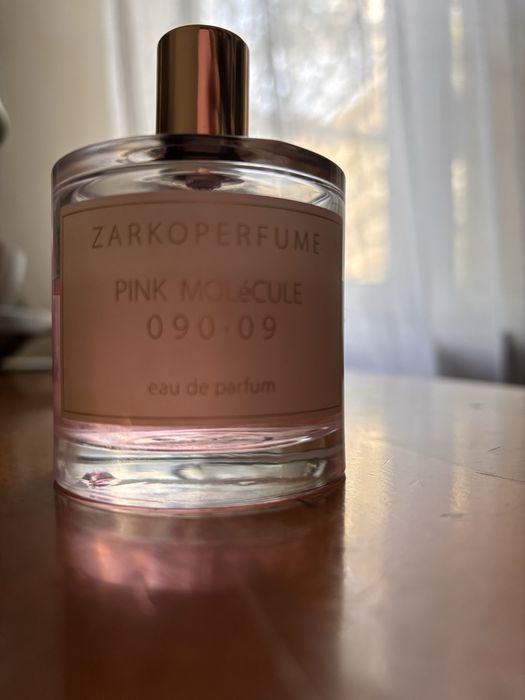 ZARKOPERFUME
PINK MOLéCULE
090·09
eau de parfum